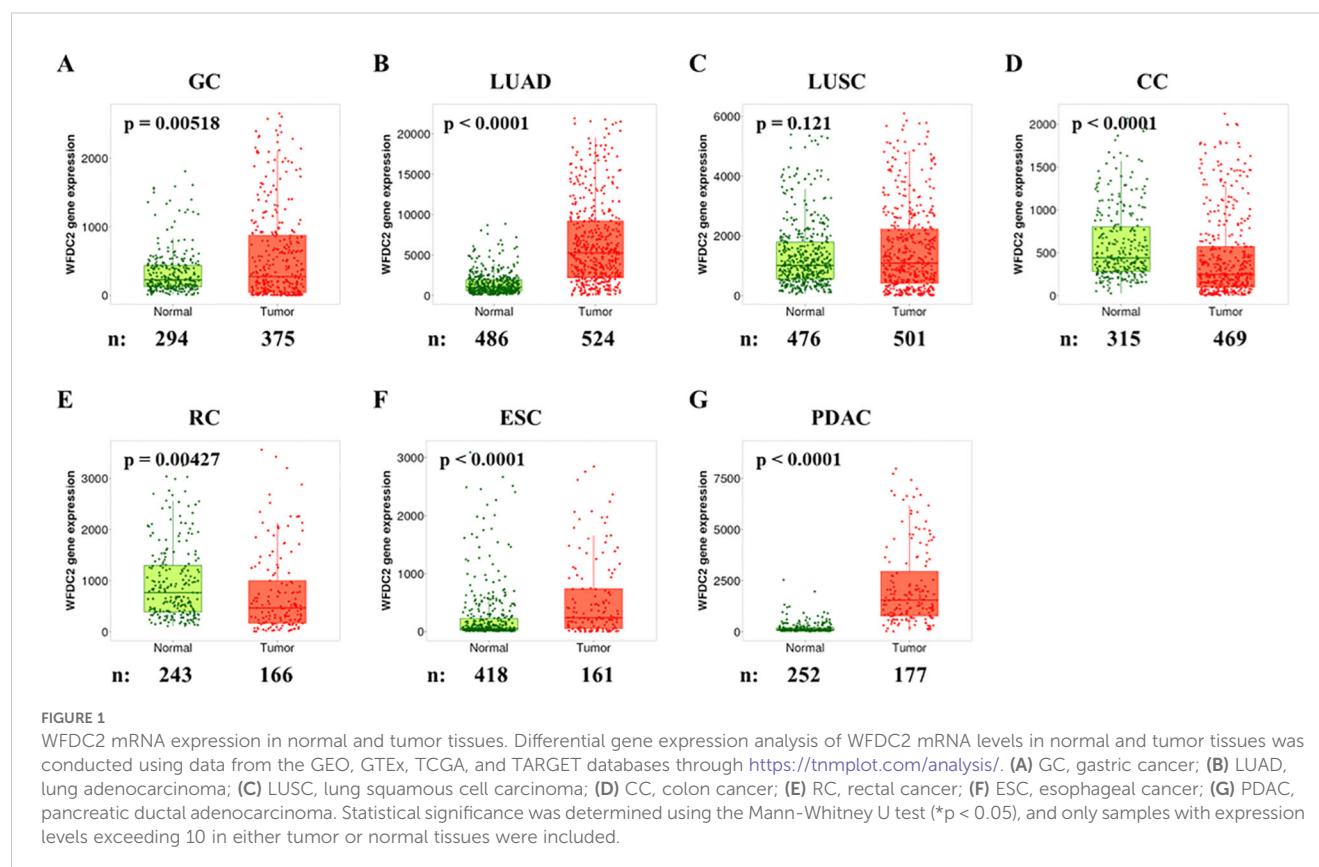 A
GC
p = 0.00518
WFDC2 gene expression
2000
1000
0
Normal
Tumor
n: 294 375
B
LUAD
p < 0.0001
WFDC2 gene expression
20000
15000
10000
5000
0
Normal
Tumor
n: 486 524
C
LUSC
p = 0.121
WFDC2 gene expression
6000
4000
2000
0
Normal
Tumor
n: 476 501
D
CC
p < 0.0001
WFDC2 gene expression
2000
1500
1000
500
0
Normal
Tumor
n: 315 469
E
RC
p = 0.00427
WFDC2 gene expression
3000
2000
1000
0
Normal
Tumor
n: 243 166
F
ESC
p < 0.0001
WFDC2 gene expression
3000
2000
1000
0
Normal
Tumor
n: 418 161
G
PDAC
p < 0.0001
WFDC2 gene expression
7500
5000
2500
0
Normal
Tumor
n: 252 177
FIGURE 1
WFDC2 mRNA expression in normal and tumor tissues. Differential gene expression analysis of WFDC2 mRNA levels in normal and tumor tissues was
conducted using data from the GEO, GTEx, TCGA, and TARGET databases through https://tnmplot.com/analysis/. (A) GC, gastric cancer; (B) LUAD,
lung adenocarcinoma; (C) LUSC, lung squamous cell carcinoma; (D) CC, colon cancer; (E) RC, rectal cancer; (F) ESC, esophageal cancer; (G) PDAC,
pancreatic ductal adenocarcinoma. Statistical significance was determined using the Mann-Whitney U test (*p < 0.05), and only samples with expression
levels exceeding 10 in either tumor or normal tissues were included.